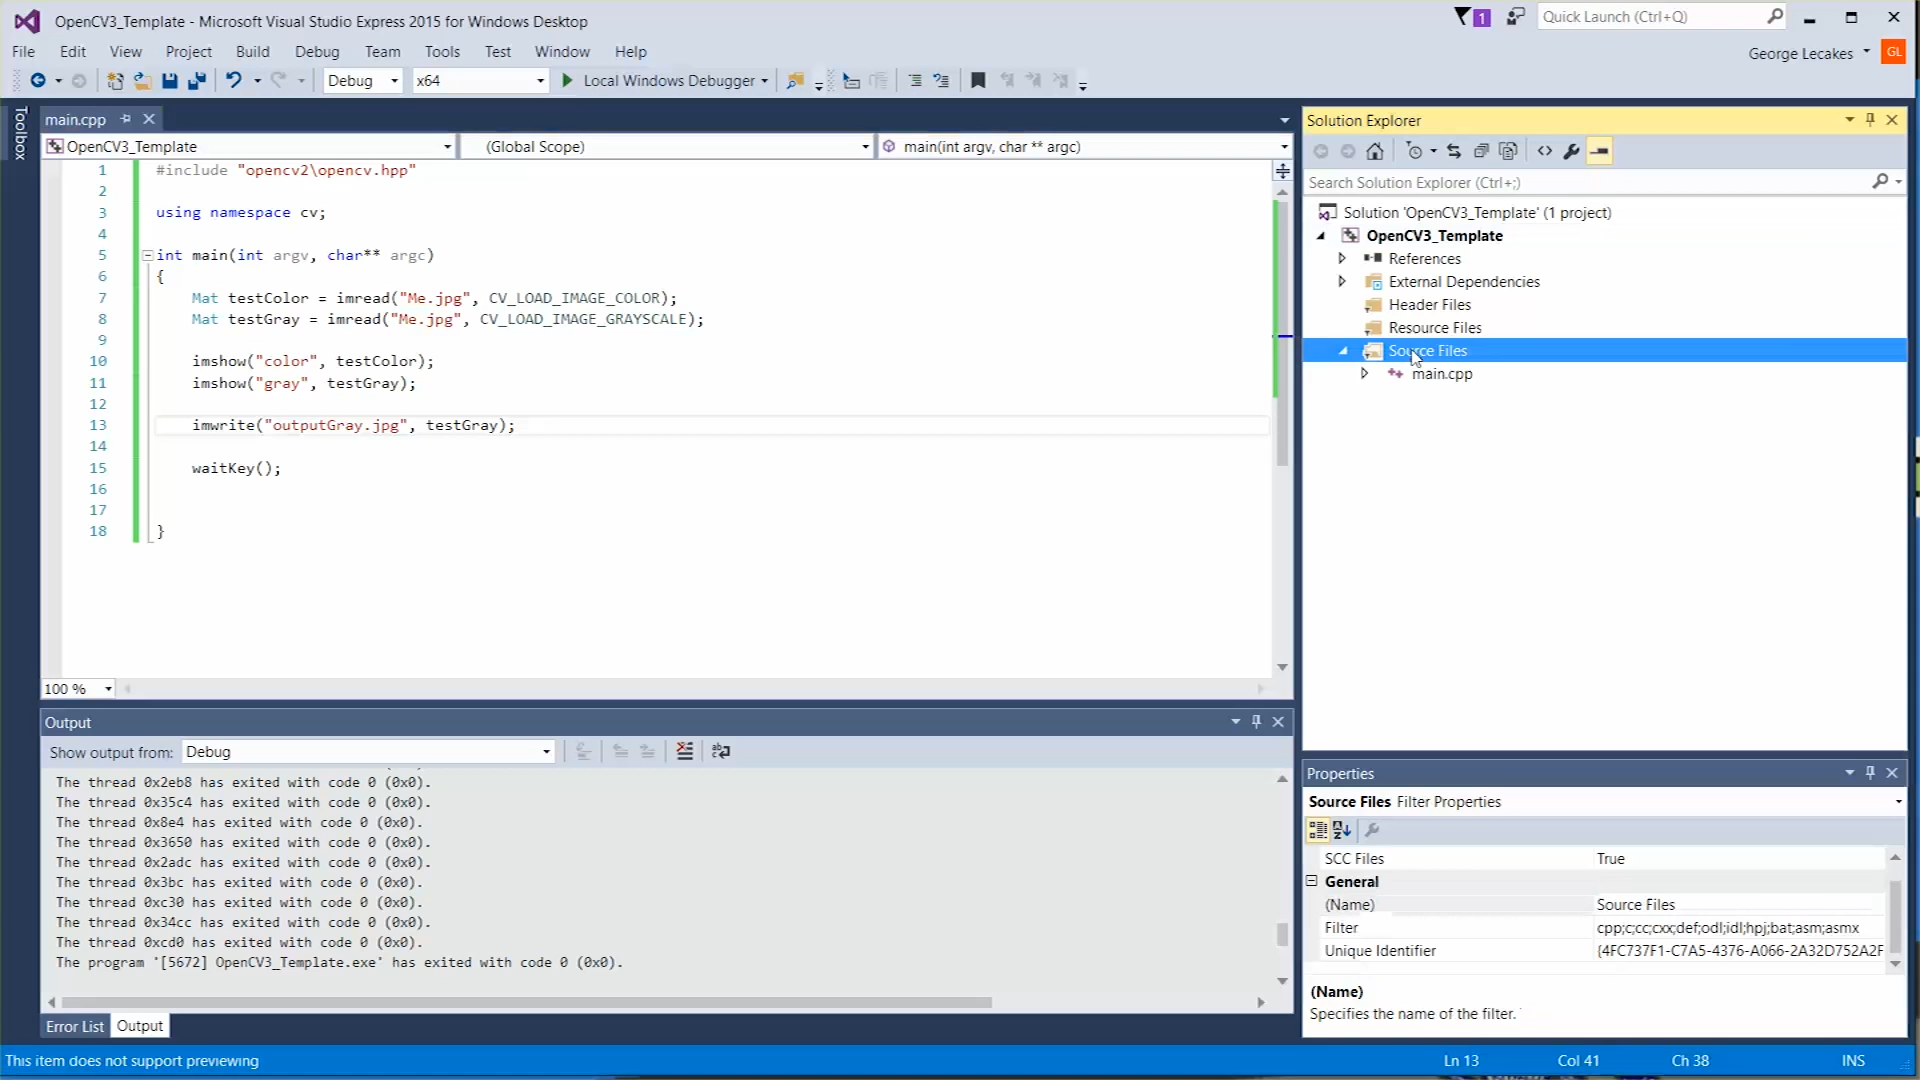 OpenCV3_Template - Microsoft Visual Studio Express 2015 for Windows Desktop
1
Quick Launch (Ctrl+Q)
File Edit View Project Build Debug Team Tools Test Window Help
George Lecakes GL
Debug x64 Local Windows Debugger
Toolbox
main.cpp
OpenCV3_Template (Global Scope) main(int argv, char ** argc)
1 #include "opencv2\opencv.hpp"
2
3 using namespace cv;
4
5 int main(int argv, char** argc)
6 {
7 Mat testColor = imread("Me.jpg", CV_LOAD_IMAGE_COLOR);
8 Mat testGray = imread("Me.jpg", CV_LOAD_IMAGE_GRAYSCALE);
9
10 imshow("color", testColor);
11 imshow("gray", testGray);
12
13 imwrite("outputGray.jpg", testGray);
14
15 waitKey();
16
17
18 }
100 %
Output
Show output from: Debug
The thread 0x2eb8 has exited with code 0 (0x0).
The thread 0x35c4 has exited with code 0 (0x0).
The thread 0x8e4 has exited with code 0 (0x0).
The thread 0x3650 has exited with code 0 (0x0).
The thread 0x2adc has exited with code 0 (0x0).
The thread 0x3bc has exited with code 0 (0x0).
The thread 0xc30 has exited with code 0 (0x0).
The thread 0x34cc has exited with code 0 (0x0).
The thread 0xcd0 has exited with code 0 (0x0).
The program '[5672] OpenCV3_Template.exe' has exited with code 0 (0x0).
Error List Output
Solution Explorer
Search Solution Explorer (Ctrl+;)
Solution 'OpenCV3_Template' (1 project)
OpenCV3_Template
References
External Dependencies
Header Files
Resource Files
Source Files
main.cpp
Properties
Source Files Filter Properties
SCC Files True
General
(Name) Source Files
Filter cpp;c;cc;cxx;def;odl;idl;hpj;bat;asm;asmx
Unique Identifier {4FC737F1-C7A5-4376-A066-2A32D752A2F
(Name)
Specifies the name of the filter.
This item does not support previewing Ln 13 Col 41 Ch 38 INS